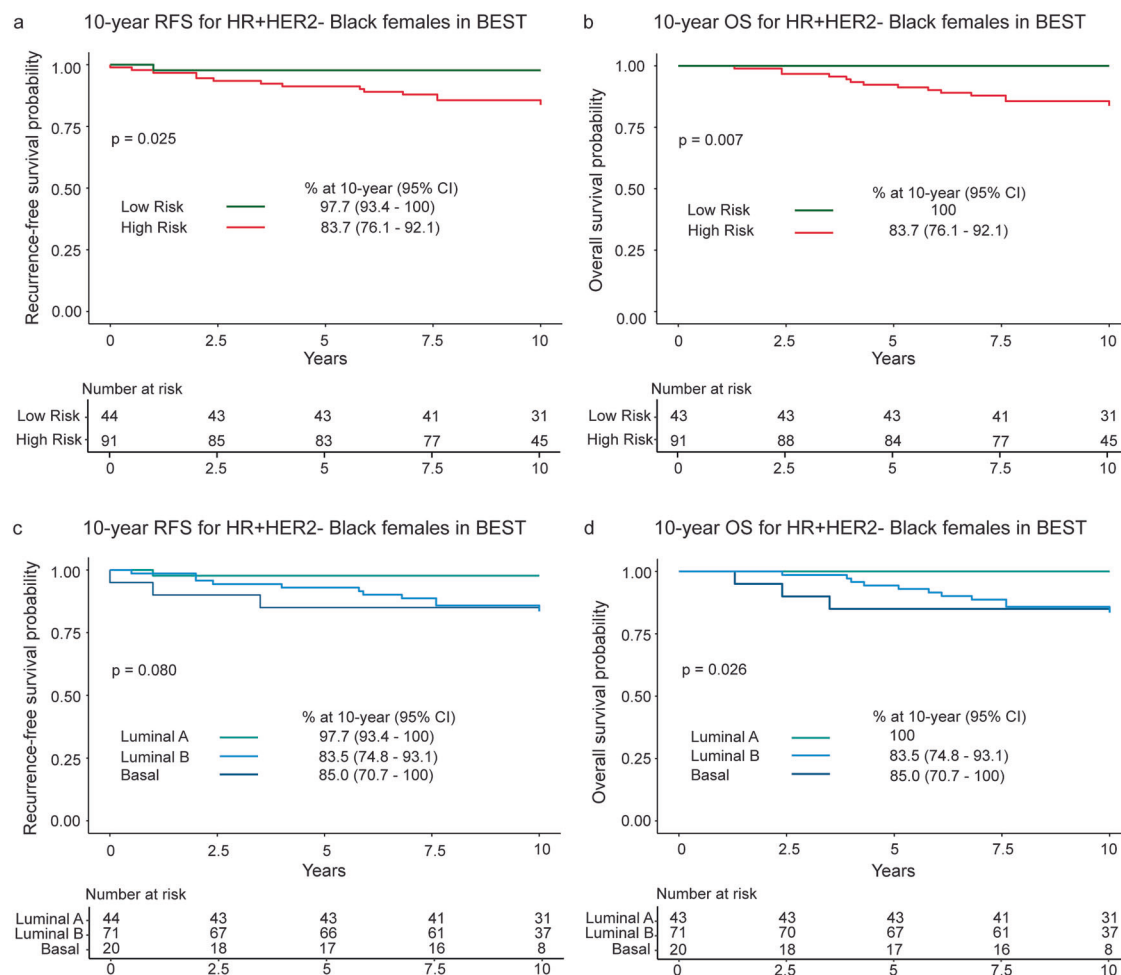 a
10-year RFS for HR+HER2- Black females in BEST
Recurrence-free survival probability
1.00
0.75
0.50
0.25
0.00
p = 0.025
% at 10-year (95% CI)
Low Risk 97.7 (93.4 - 100)
High Risk 83.7 (76.1 - 92.1)
0 2.5 5 7.5 10
Years
Number at risk
Low Risk 44 43 43 41 31
High Risk 91 85 83 77 45
0 2.5 5 7.5 10
b
10-year OS for HR+HER2- Black females in BEST
Overall survival probability
1.00
0.75
0.50
0.25
0.00
p = 0.007
% at 10-year (95% CI)
Low Risk 100
High Risk 83.7 (76.1 - 92.1)
0 2.5 5 7.5 10
Years
Number at risk
Low Risk 43 43 43 41 31
High Risk 91 88 84 77 45
0 2.5 5 7.5 10
c
10-year RFS for HR+HER2- Black females in BEST
Recurrence-free survival probability
1.00
0.75
0.50
0.25
0.00
p = 0.080
% at 10-year (95% CI)
Luminal A 97.7 (93.4 - 100)
Luminal B 83.5 (74.8 - 93.1)
Basal 85.0 (70.7 - 100)
0 2.5 5 7.5 10
Years
Number at risk
Luminal A 44 43 43 41 31
Luminal B 71 67 66 61 37
Basal 20 18 17 16 8
0 2.5 5 7.5 10
d
10-year OS for HR+HER2- Black females in BEST
Overall survival probability
1.00
0.75
0.50
0.25
0.00
p = 0.026
% at 10-year (95% CI)
Luminal A 100
Luminal B 83.5 (74.8 - 93.1)
Basal 85.0 (70.7 - 100)
0 2.5 5 7.5 10
Years
Number at risk
Luminal A 43 43 43 41 31
Luminal B 71 70 67 61 37
Basal 20 18 17 16 8
0 2.5 5 7.5 10